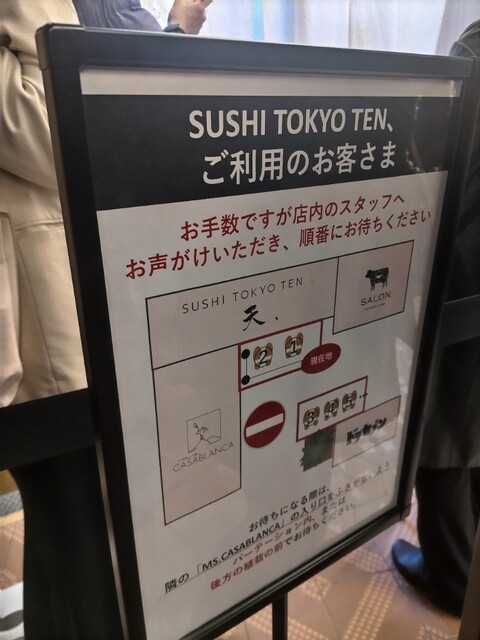 SUSHI TOKYO TEN、
ご利用のお客さま
お手数ですが店内のスタッフへ
お声がけいただき、順番にお待ちください
SUSHI TOKYO TEN
天、
SALON
2 1
現在地
3 4 5
CASABLANCA
お待ちになる際は、
隣の「MS.CASABLANCA」の入り口をふさがないよう
パーテーション内、または
後方の植栽の前でお待ちください。